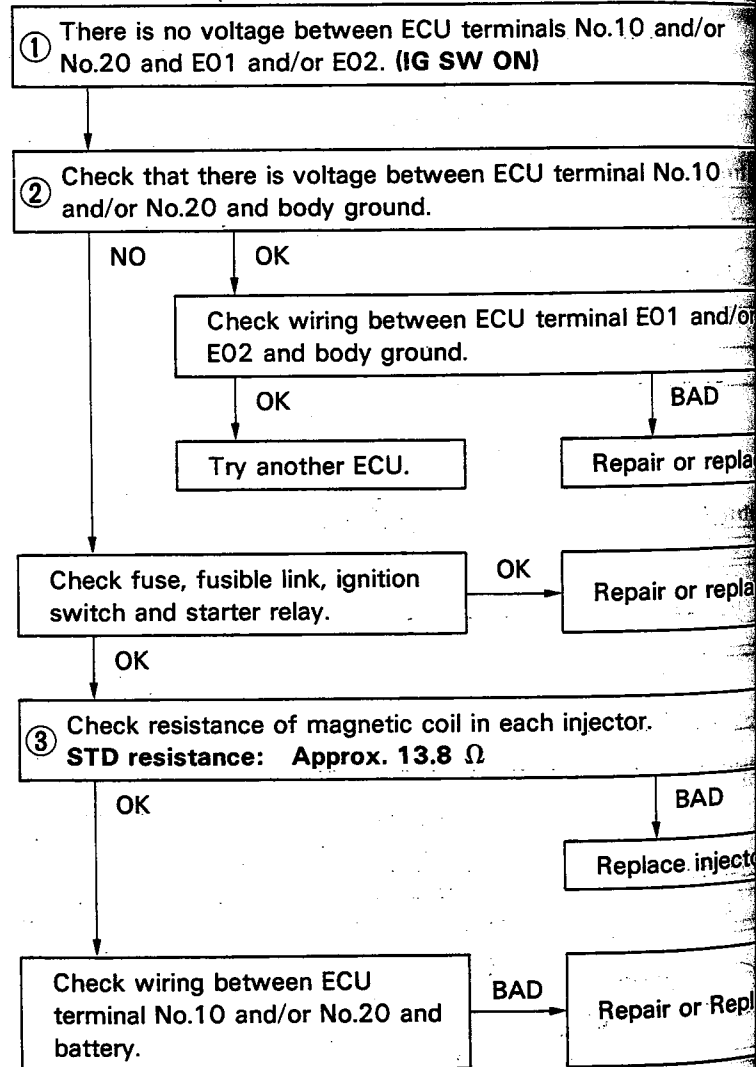 ① There is no voltage between ECU terminals No.10 and/or
No.20 and E01 and/or E02. (IG SW ON)
② Check that there is voltage between ECU terminal No.10
and/or No.20 and body ground.
NO
OK
Check wiring between ECU terminal E01 and/or
E02 and body ground.
OK
BAD
Try another ECU.
Repair or
Check fuse, fusible link, ignition
switch and starter relay.
OK
Repair or
OK
③ Check resistance of magnetic coil in each injector.
STD resistance: Approx. 13.8 Ω
OK
BAD
Replace
Check wiring between ECU
terminal No.10 and/or No.20 and
battery.
BAD
Repair or